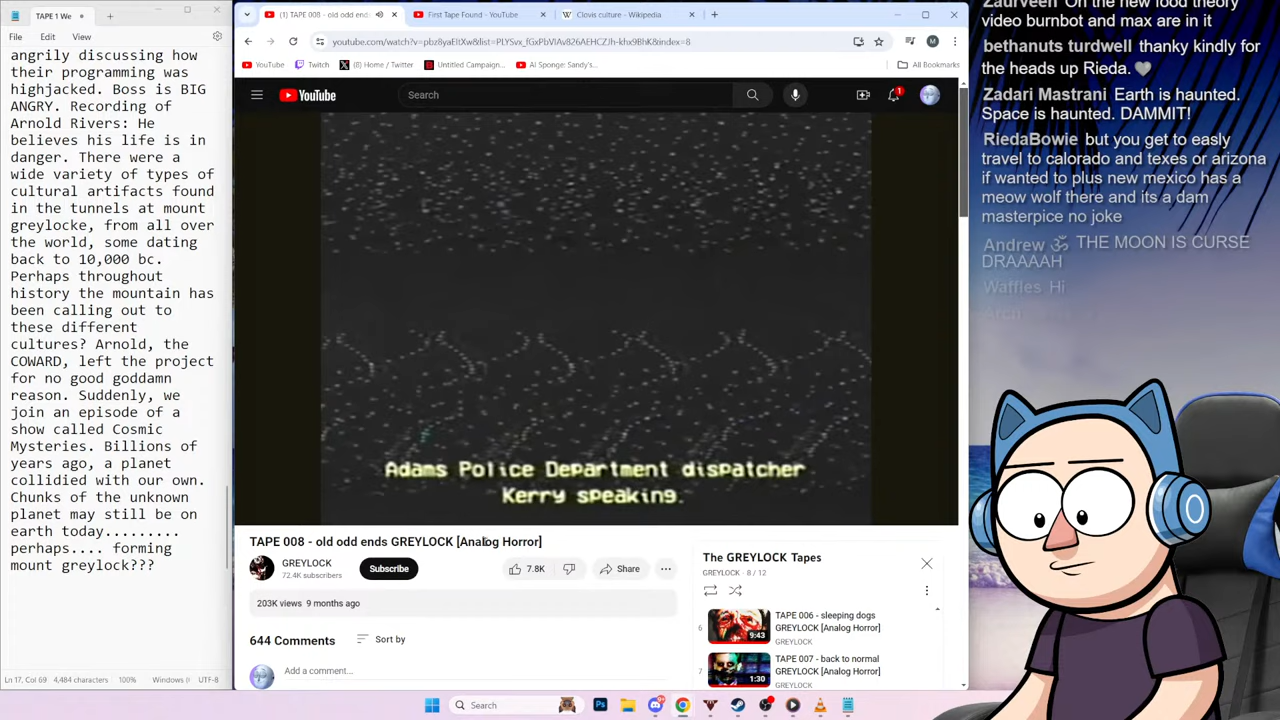 TAPE 1 We
File
Edit
View
angrily discussing how
their programming was
highjacked. Boss is BIG
ANGRY. Recording of
Arnold Rivers: He
believes his life is in
danger. There were a
wide variety of types of
cultural artifacts found
in the tunnels at mount
greylocke, from all over
the world, some dating
back to 10,000 bc.
Perhaps throughout
history the mountain has
been calling out to
these different
cultures? Arnold, the
COWARD, left the project
for no good goddamn
reason. Suddenly, we
join an episode of a
show called Cosmic
Mysteries. Billions of
years ago, a planet
collided with our own.
Chunks of the unknown
planet may still be on
earth today.........
perhaps.... forming
mount greylock???
4,484 characters
100%
Windows (
UTF-8
(1) TAPE 008 - old odd ends
First Tape Found - YouTube
Clovis culture - Wikipedia
YouTube
Twitch
(8) Home / Twitter
Untitled Campaign...
AI Sponge: Sandy's...
All Bookmarks
YouTube
Search
1
Adams Police Department dispatcher
Kerry speaking.
TAPE 008 - old odd ends GREYLOCK [Analog Horror]
GREYLOCK
72.4K subscribers
Subscribe
7.8K
Share
203K views 9 months ago
644 Comments
Sort by
Add a comment...
The GREYLOCK Tapes
GREYLOCK - 8 / 12
6
9:43
TAPE 006 - sleeping dogs
GREYLOCK [Analog Horror]
GREYLOCK
7
1:30
TAPE 007 - back to normal
GREYLOCK [Analog Horror]
GREYLOCK
Search
Zaurveen On the new food theory
video burnbot and max are in it
bethanuts turdwell thanky kindly for
the heads up Rieda.🤍
Zadari Mastrani Earth is haunted.
Space is haunted. DAMMIT!
RiedaBowie but you get to easly
travel to calorado and texes or arizona
if wanted to plus new mexico has a
meow wolf there and its a dam
masterpice no joke
Andrew ૐ THE MOON IS CURSE
DRAAAAH
Waffles Hi